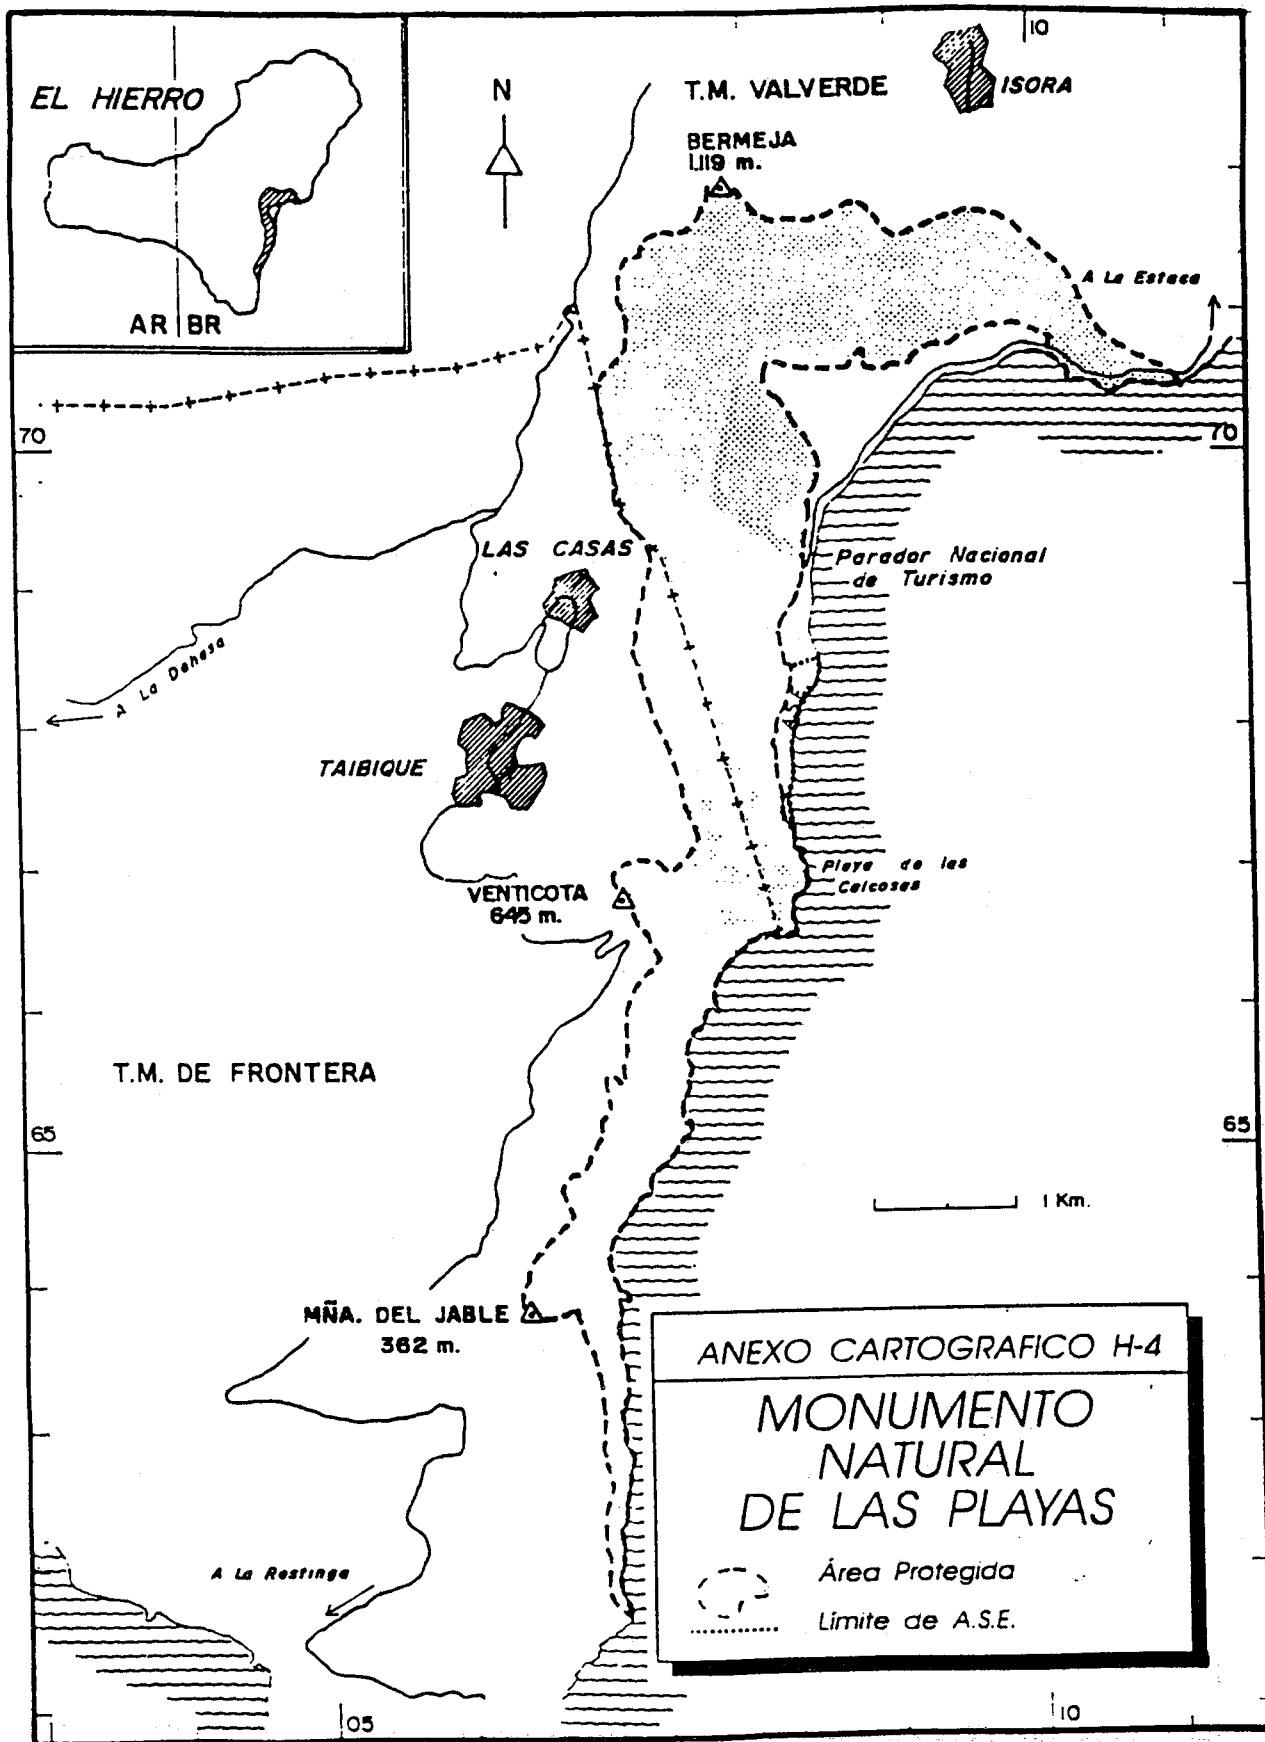 10
EL HIERRO
AR BR
N
T.M. VALVERDE
ISORA
BERMEJA
1.119 m.
A La Estaca
70
70
LAS CASAS
Parador Nacional
de Turismo
A La Dehesa
TAIBIQUE
Playa de las
Calcosas
VENTICOTA
645 m.
T.M. DE FRONTERA
65
65
1 Km.
MÑA. DEL JABLE
362 m.
ANEXO CARTOGRAFICO H-4
MONUMENTO
NATURAL
DE LAS PLAYAS
Área Protegida
Límite de A.S.E.
A La Restinga
05
10